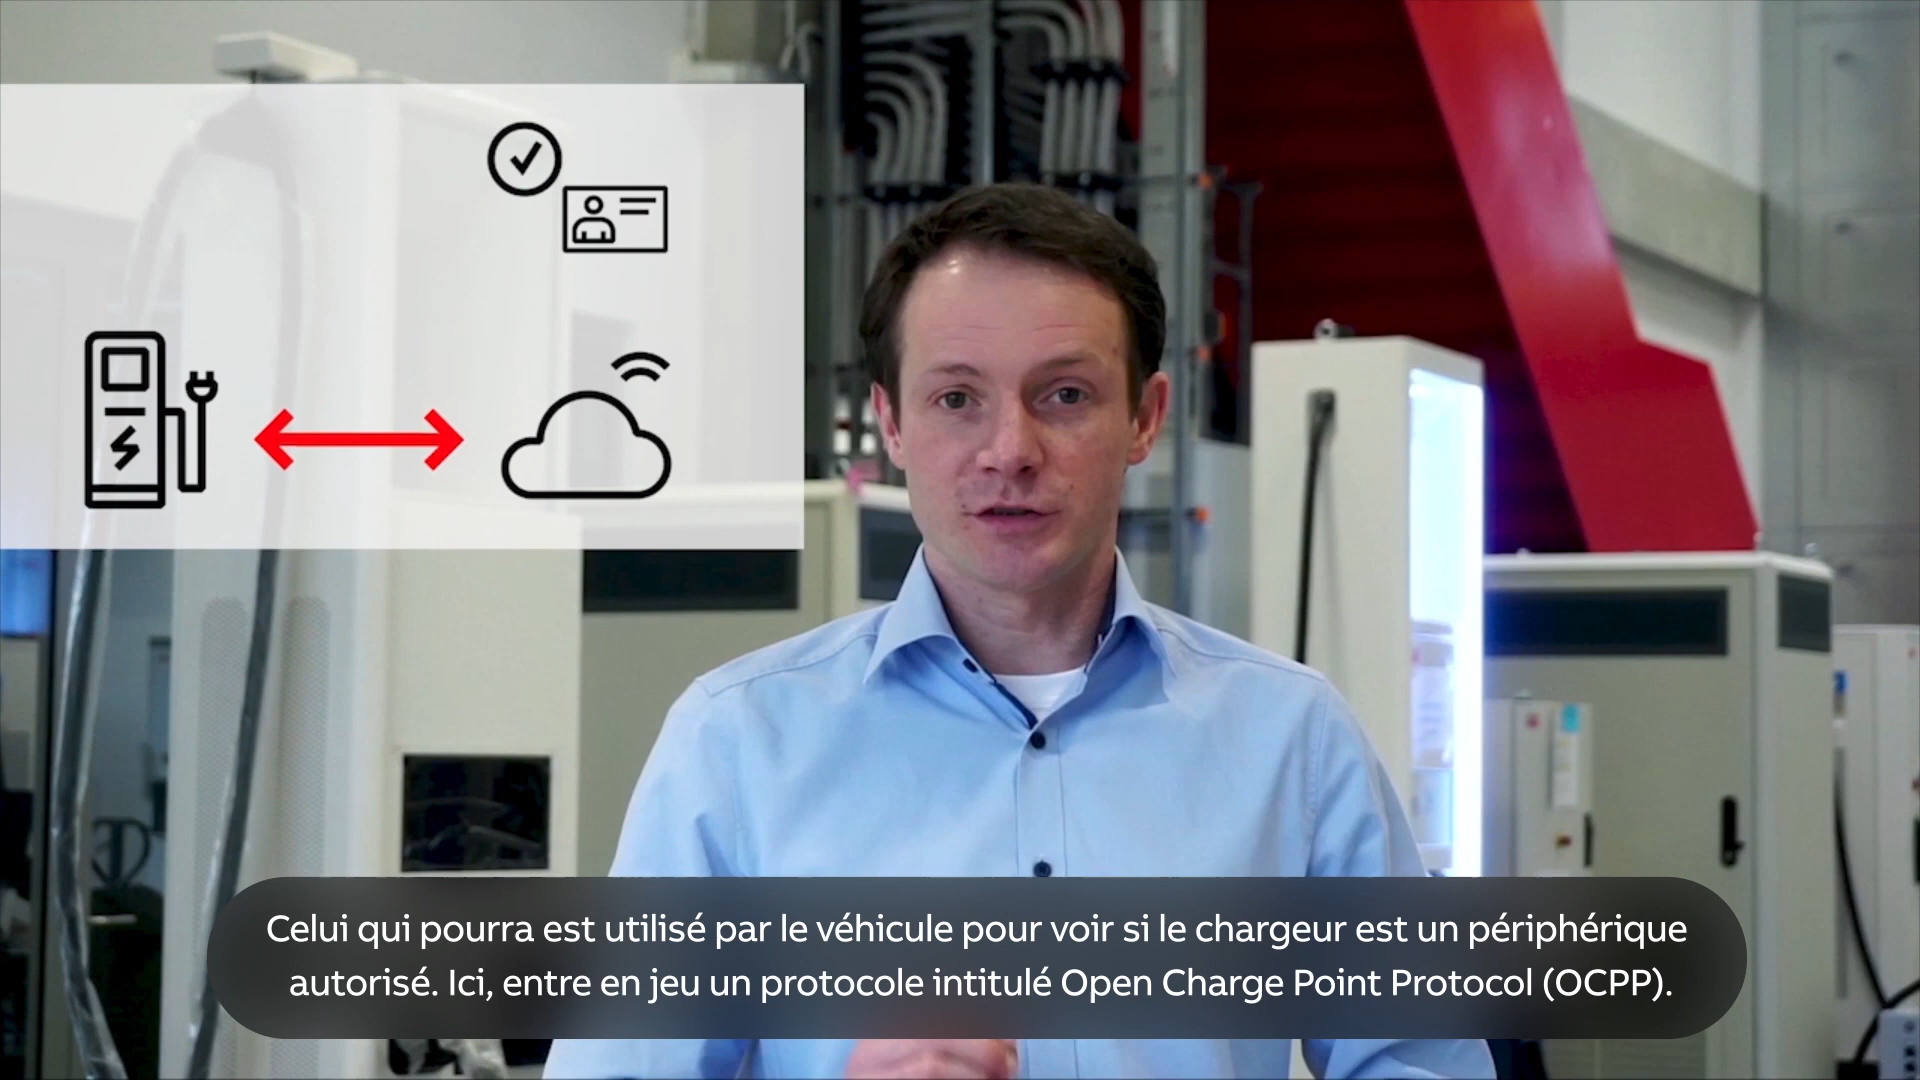 Celui qui pourra est utilisé par le véhicule pour voir si le chargeur est un périphérique
autorisé. Ici, entre en jeu un protocole intitulé Open Charge Point Protocol (OCPP).